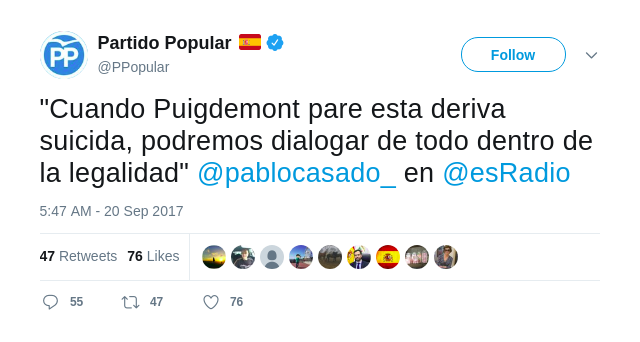 PP
Partido Popular
@PPopular
Follow
"Cuando Puigdemont pare esta deriva
suicida, podremos dialogar de todo dentro de
la legalidad" @pablocasado_ en @esRadio
5:47 AM - 20 Sep 2017
47 Retweets 76 Likes
55 47 76